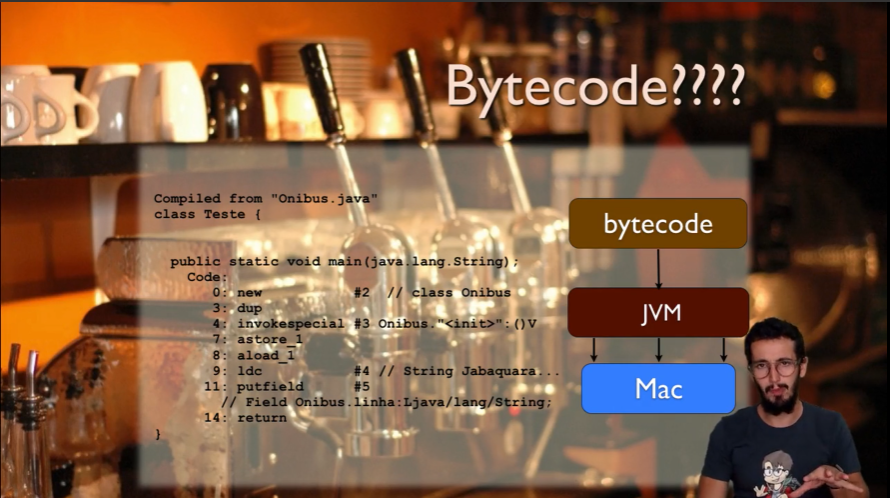 Bytecode????
Compiled from "Onibus.java"
class Teste {
public static void main(java.lang.String);
Code:
0: new #2 // class Onibus
3: dup
4: invokespecial #3 Onibus."<init>":()V
7: astore_1
8: aload_1
9: ldc #4 // String Jabaquara...
11: putfield #5
// Field Onibus.linha:Ljava/lang/String;
14: return
}
bytecode
JVM
Mac